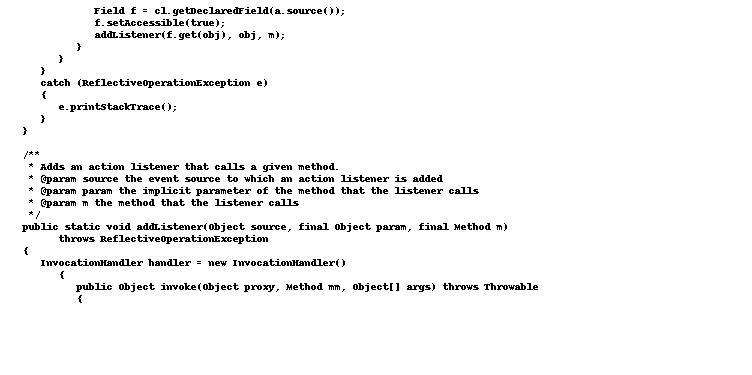 Field f = cl.getDeclaredField(a.source());
f.setAccessible(true);
addListener(f.get(obj), obj, m);
}
}
}
catch (ReflectiveOperationException e)
{
e.printStackTrace();
}
}
/**
* Adds an action listener that calls a given method.
* @param source the event source to which an action listener is added
* @param param the implicit parameter of the method that the listener calls
* @param m the method that the listener calls
*/
public static void addListener(Object source, final Object param, final Method m)
throws ReflectiveOperationException
{
InvocationHandler handler = new InvocationHandler()
{
public Object invoke(Object proxy, Method mm, Object[] args) throws Throwable
{